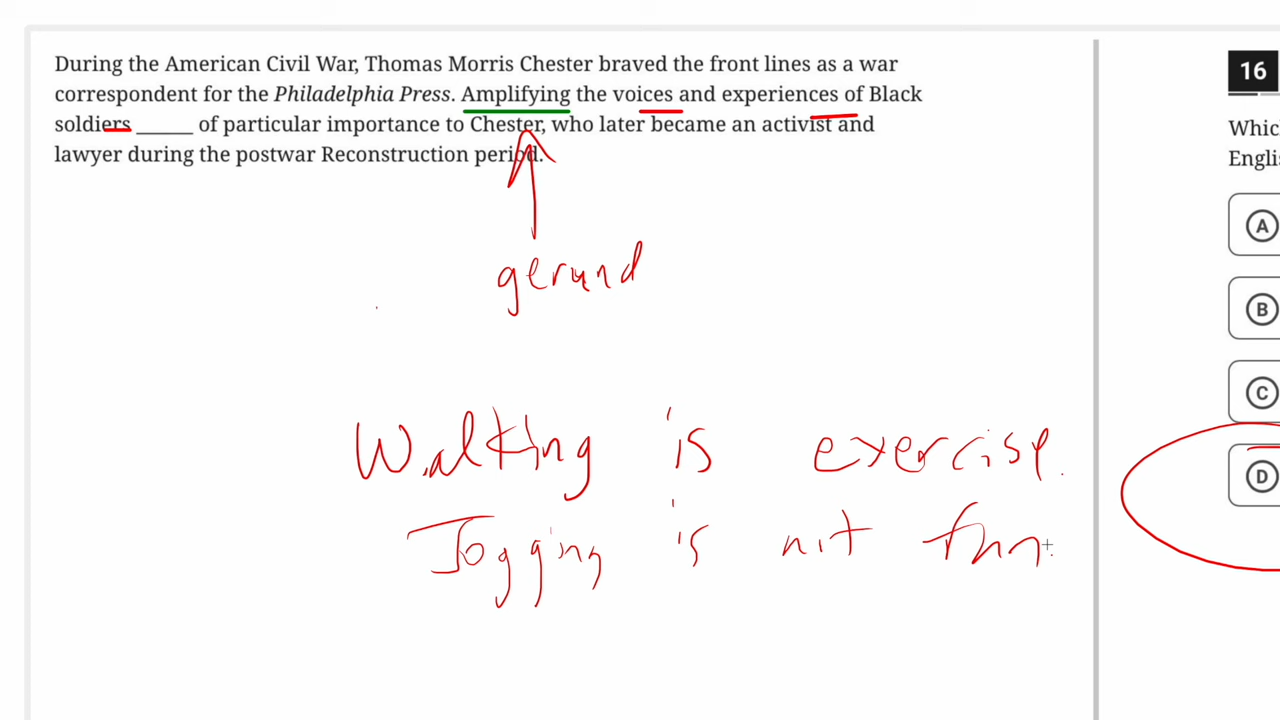 During the American Civil War, Thomas Morris Chester braved the front lines as a war
correspondent for the Philadelphia Press. Amplifying the voices and experiences of Black
soldiers ______ of particular importance to Chester, who later became an activist and
lawyer during the postwar Reconstruction period.
gerund
Walking is exercise.
Jogging is not
16
Whic
Engli
A
B
C
D